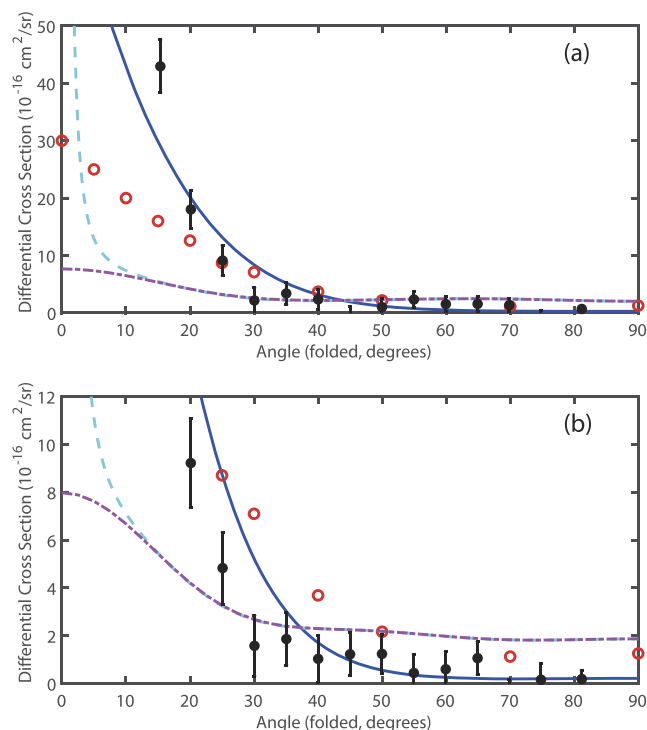 (a)
Differential Cross Section (10⁻¹⁶ cm²/sr)
50
40
30
20
10
0
0 10 20 30 40 50 60 70 80 90
Angle (folded, degrees)
(b)
Differential Cross Section (10⁻¹⁶ cm²/sr)
12
10
8
6
4
2
0
0 10 20 30 40 50 60 70 80 90
Angle (folded, degrees)